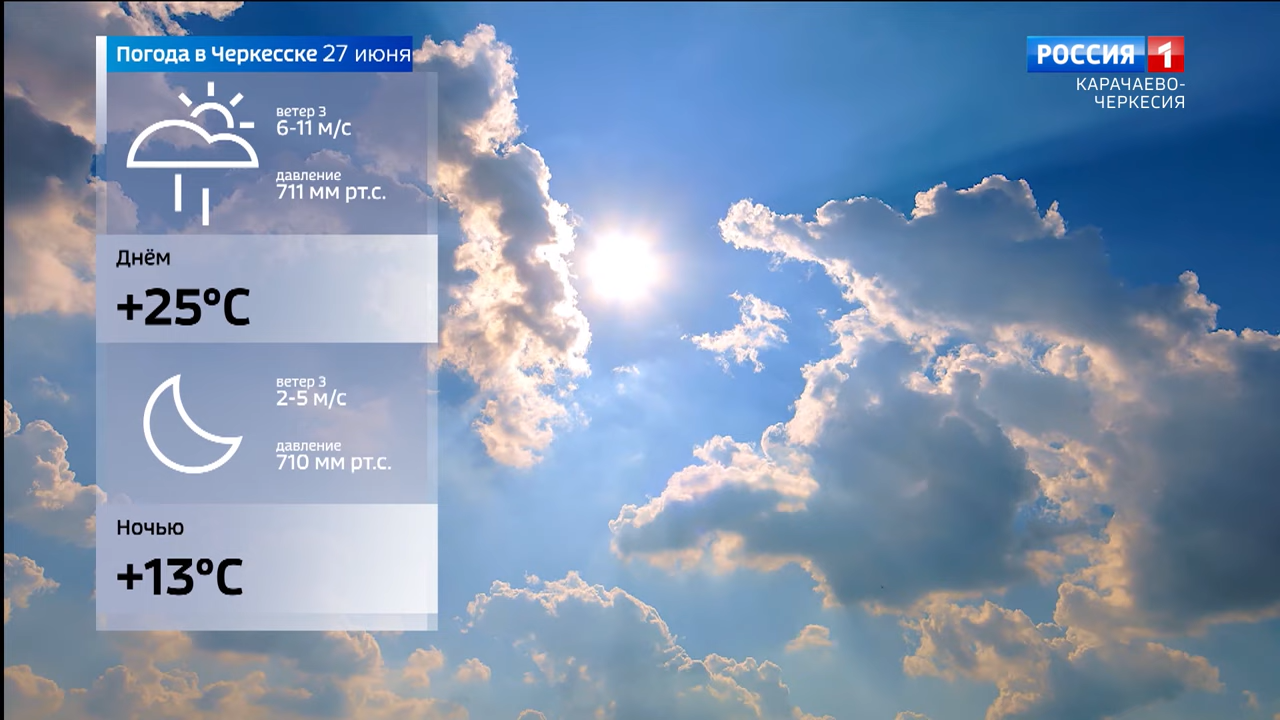 Погода в Черкесске 27 июня
РОССИЯ 1
КАРАЧАЕВО-
ЧЕРКЕСИЯ
ветер З
6-11 м/с
давление
711 мм рт.с.
Днём
+25°C
ветер З
2-5 м/с
давление
710 мм рт.с.
Ночью
+13°C